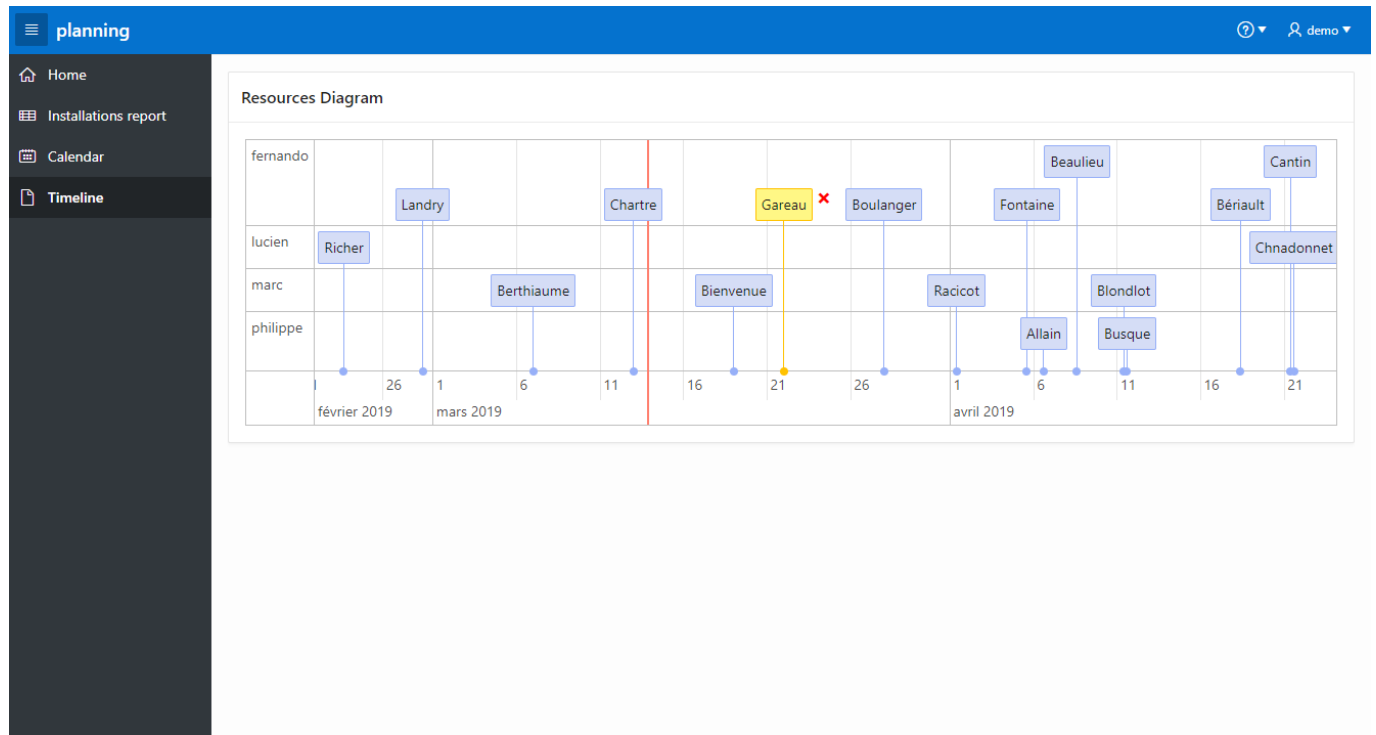 planning
demo
Home
Installations report
Calendar
Timeline
Resources Diagram
fernando
Beaulieu
Cantin
Landry
Chartre
Gareau
Boulanger
Fontaine
Bériault
lucien
Richer
Chnadonnet
marc
Berthiaume
Bienvenue
Racicot
Blondlot
philippe
Allain
Busque
26 1 6 11 16 21 26 1 6 11 16 21
février 2019 mars 2019 avril 2019